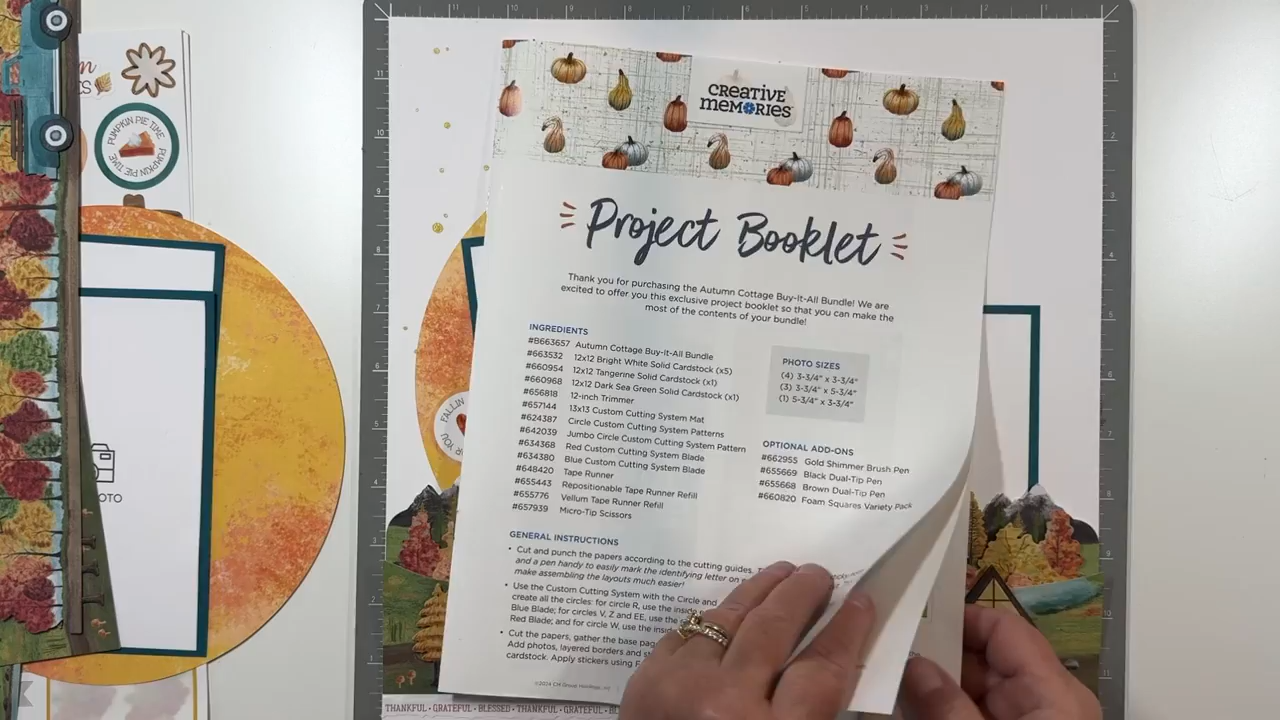 CREATIVE
MEMORIES
Project Booklet
Thank you for purchasing the Autumn Cottage Buy-It-All Bundle! We are
excited to offer you this exclusive project booklet so that you can make the
most of the contents of your bundle!
INGREDIENTS
#B663657 Autumn Cottage Buy-It-All Bundle
#663532 12x12 Bright White Solid Cardstock (x5)
#660954 12x12 Tangerine Solid Cardstock (x1)
#660968 12x12 Dark Sea Green Solid Cardstock (x1)
#656818 12-inch Trimmer
#657144 13x13 Custom Cutting System Mat
#624387 Circle Custom Cutting System Patterns
#642039 Jumbo Circle Custom Cutting System Pattern
#634368 Red Custom Cutting System Blade
#634380 Blue Custom Cutting System Blade
#648420 Tape Runner
#655443 Repositionable Tape Runner Refill
#655776 Vellum Tape Runner Refill
#657939 Micro-Tip Scissors
PHOTO SIZES
(4) 3-3/4" x 3-3/4"
(3) 3-3/4" x 5-3/4"
(1) 5-3/4" x 3-3/4"
OPTIONAL ADD-ONS
#662955 Gold Shimmer Brush Pen
#655669 Black Dual-Tip Pen
#655668 Brown Dual-Tip Pen
#660820 Foam Squares Variety Pack
GENERAL INSTRUCTIONS
• Cut and punch the papers according to the cutting guides.
and a pen handy to easily mark the identifying letter on
make assembling the layouts much easier!
• Use the Custom Cutting System with the Circle and
create all the circles: for circle R, use the inside
Blue Blade; for circles V, Z and EE, use the
Red Blade; and for circle W, use the
• Cut the papers, gather the base
Add photos, layered borders and
cardstock. Apply stickers using
PUMPKIN PIE TIME PUMPKIN PIE TIME
THANKFUL • GRATEFUL • BLESSED • THANKFUL • GRATEFUL